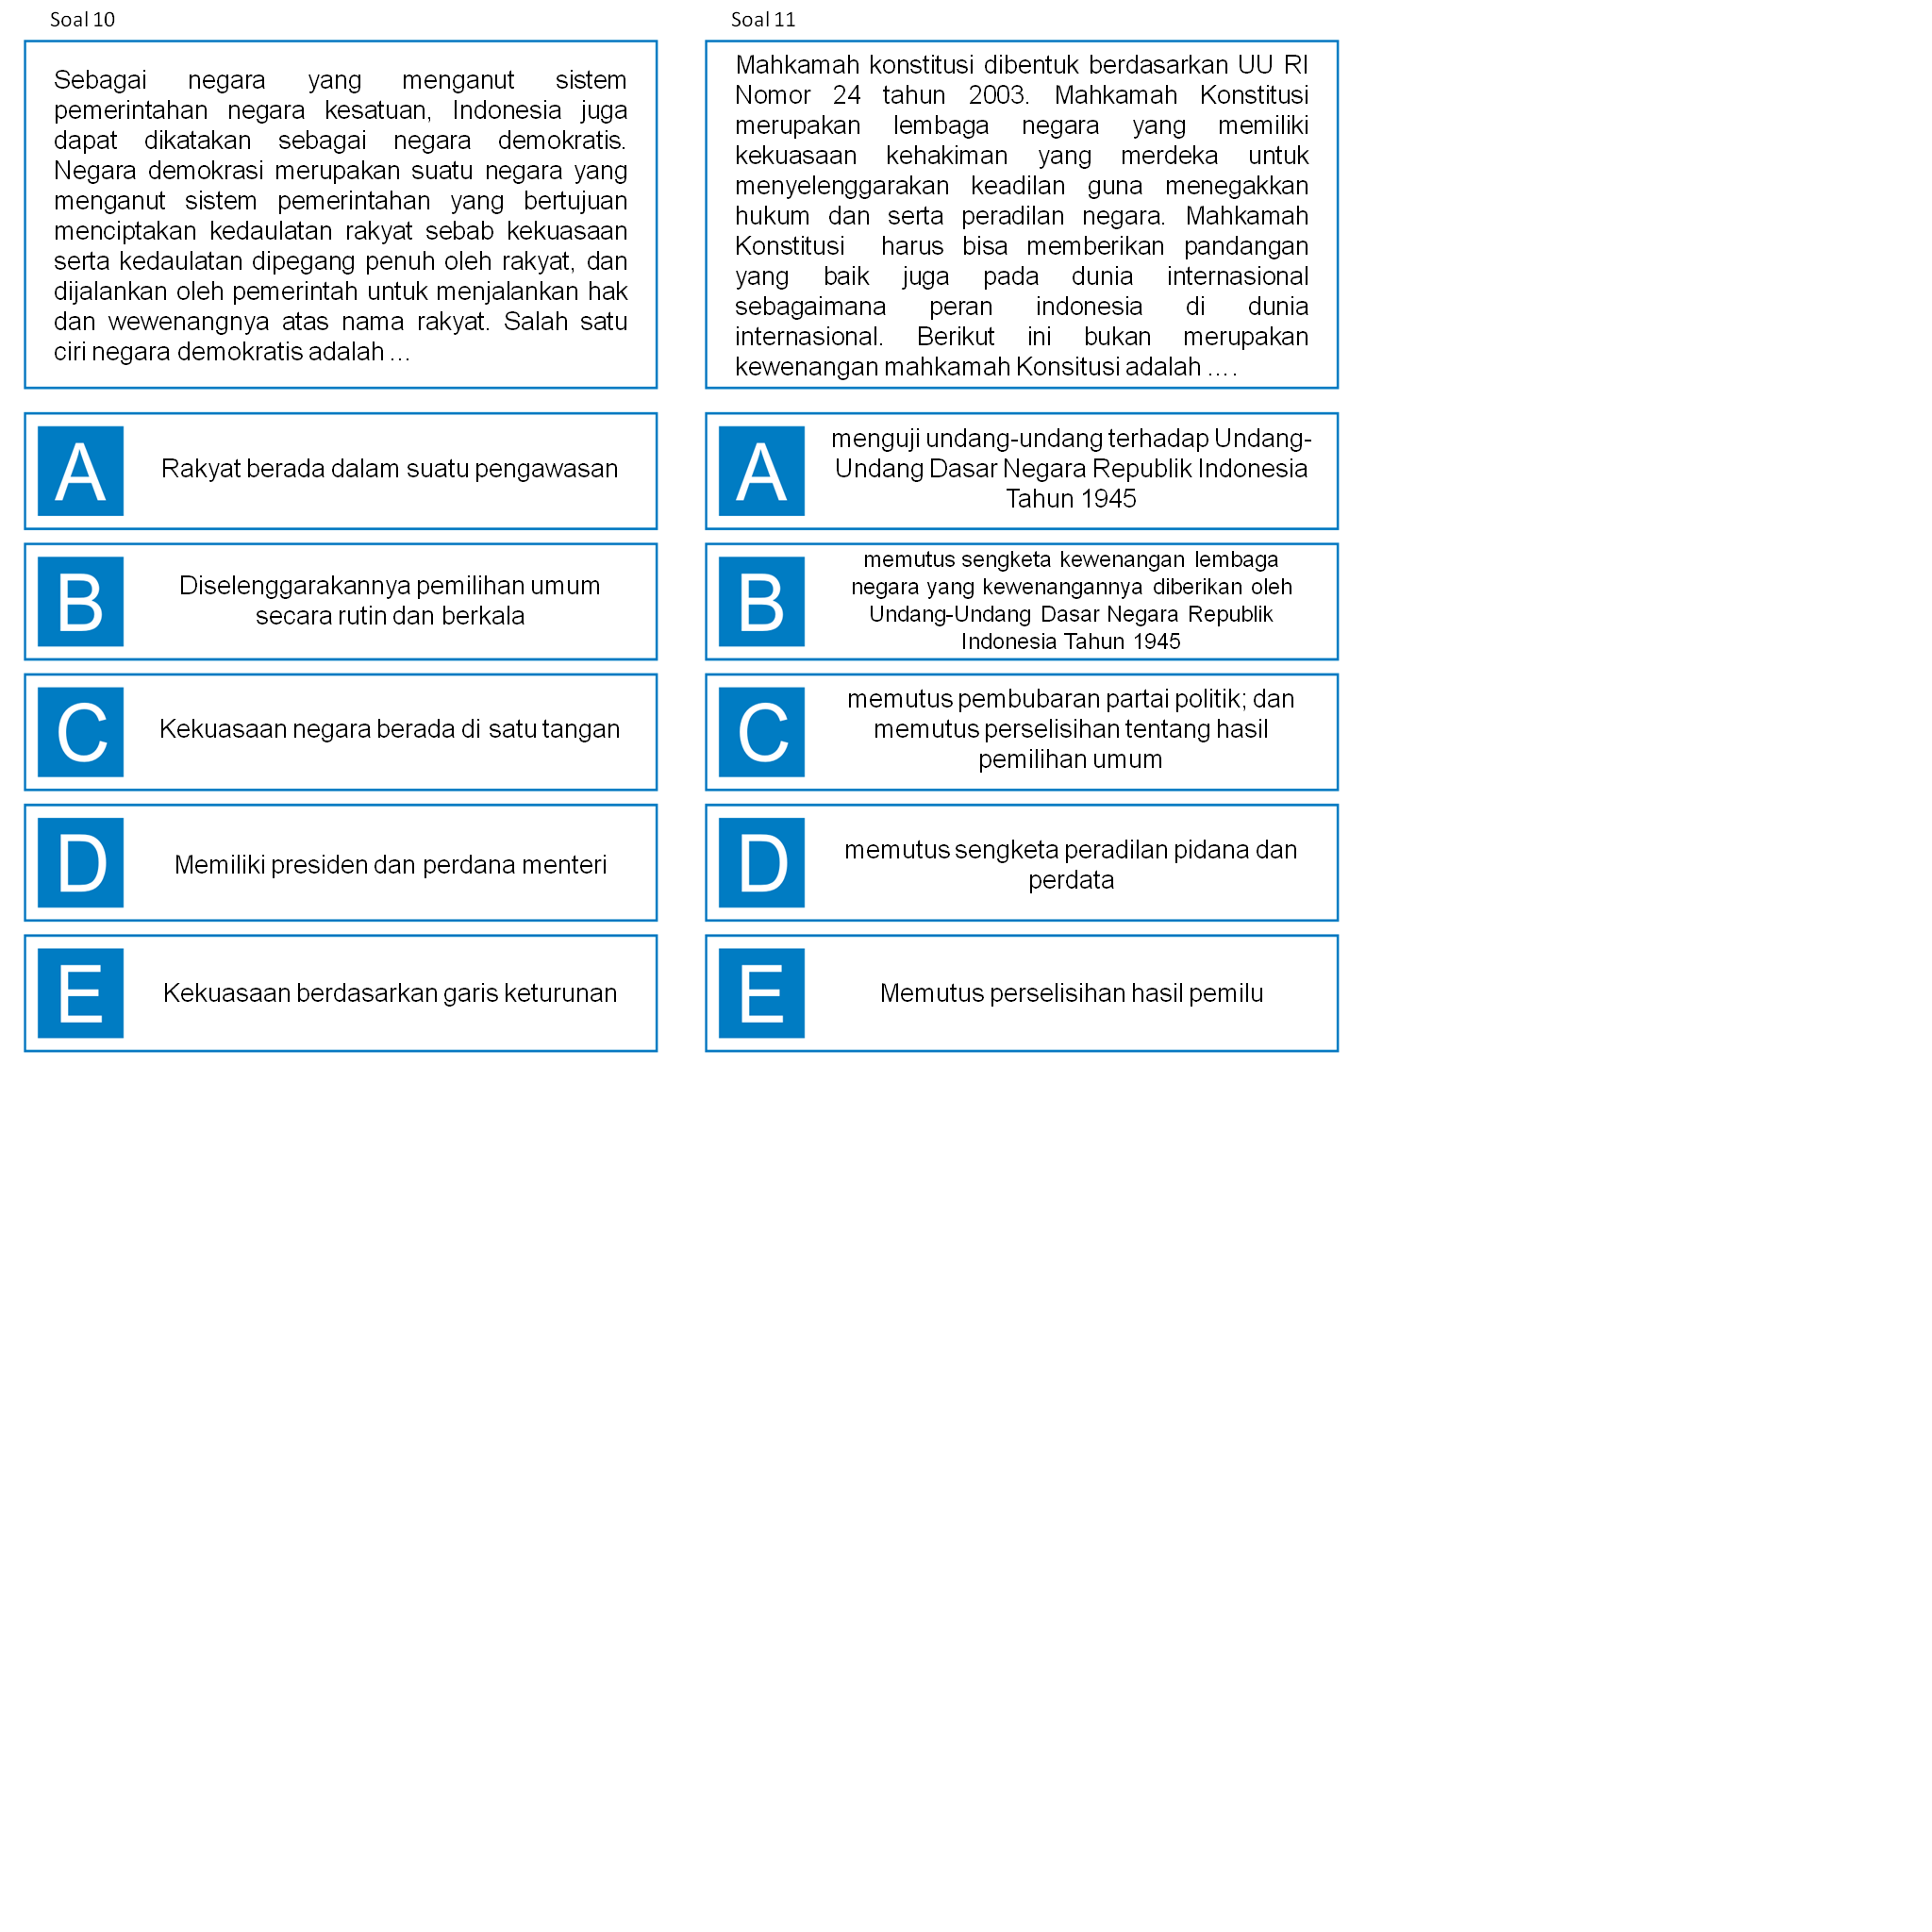 Soal 10
Sebagai negara yang menganut sistem
pemerintahan negara kesatuan, Indonesia juga
dapat dikatakan sebagai negara demokratis.
Negara demokrasi merupakan suatu negara yang
menganut sistem pemerintahan yang bertujuan
menciptakan kedaulatan rakyat sebab kekuasaan
serta kedaulatan dipegang penuh oleh rakyat, dan
dijalankan oleh pemerintah untuk menjalankan hak
dan wewenangnya atas nama rakyat. Salah satu
ciri negara demokratis adalah ...
A
Rakyat berada dalam suatu pengawasan
B
Diselenggarakannya pemilihan umum
secara rutin dan berkala
C
Kekuasaan negara berada di satu tangan
D
Memiliki presiden dan perdana menteri
E
Kekuasaan berdasarkan garis keturunan
Soal 11
Mahkamah konstitusi dibentuk berdasarkan UU RI
Nomor 24 tahun 2003. Mahkamah Konstitusi
merupakan lembaga negara yang memiliki
kekuasaan kehakiman yang merdeka untuk
menyelenggarakan keadilan guna menegakkan
hukum dan serta peradilan negara. Mahkamah
Konstitusi harus bisa memberikan pandangan
yang baik juga pada dunia internasional
sebagaimana peran indonesia di dunia
internasional. Berikut ini bukan merupakan
kewenangan mahkamah Konsitusi adalah ....
A
menguji undang-undang terhadap Undang-
Undang Dasar Negara Republik Indonesia
Tahun 1945
B
memutus sengketa kewenangan lembaga
negara yang kewenangannya diberikan oleh
Undang-Undang Dasar Negara Republik
Indonesia Tahun 1945
C
memutus pembubaran partai politik; dan
memutus perselisihan tentang hasil
pemilihan umum
D
memutus sengketa peradilan pidana dan
perdata
E
Memutus perselisihan hasil pemilu